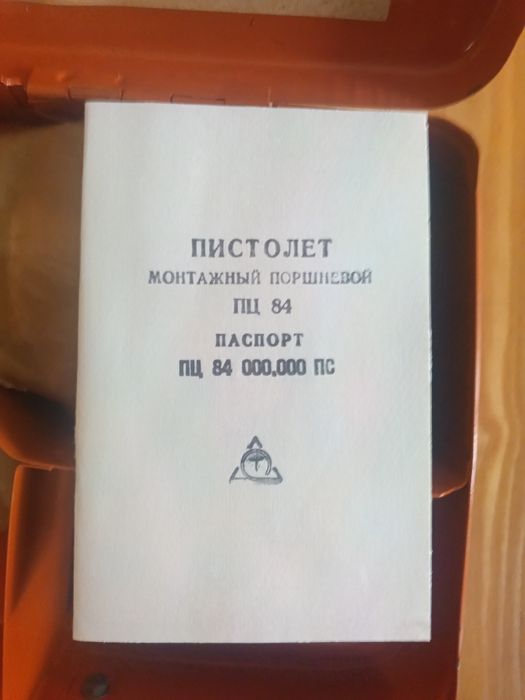 ПИСТОЛЕТ
МОНТАЖНЫЙ ПОРШНЕВОЙ
ПЦ 84
ПАСПОРТ
ПЦ 84 000.000 ПС